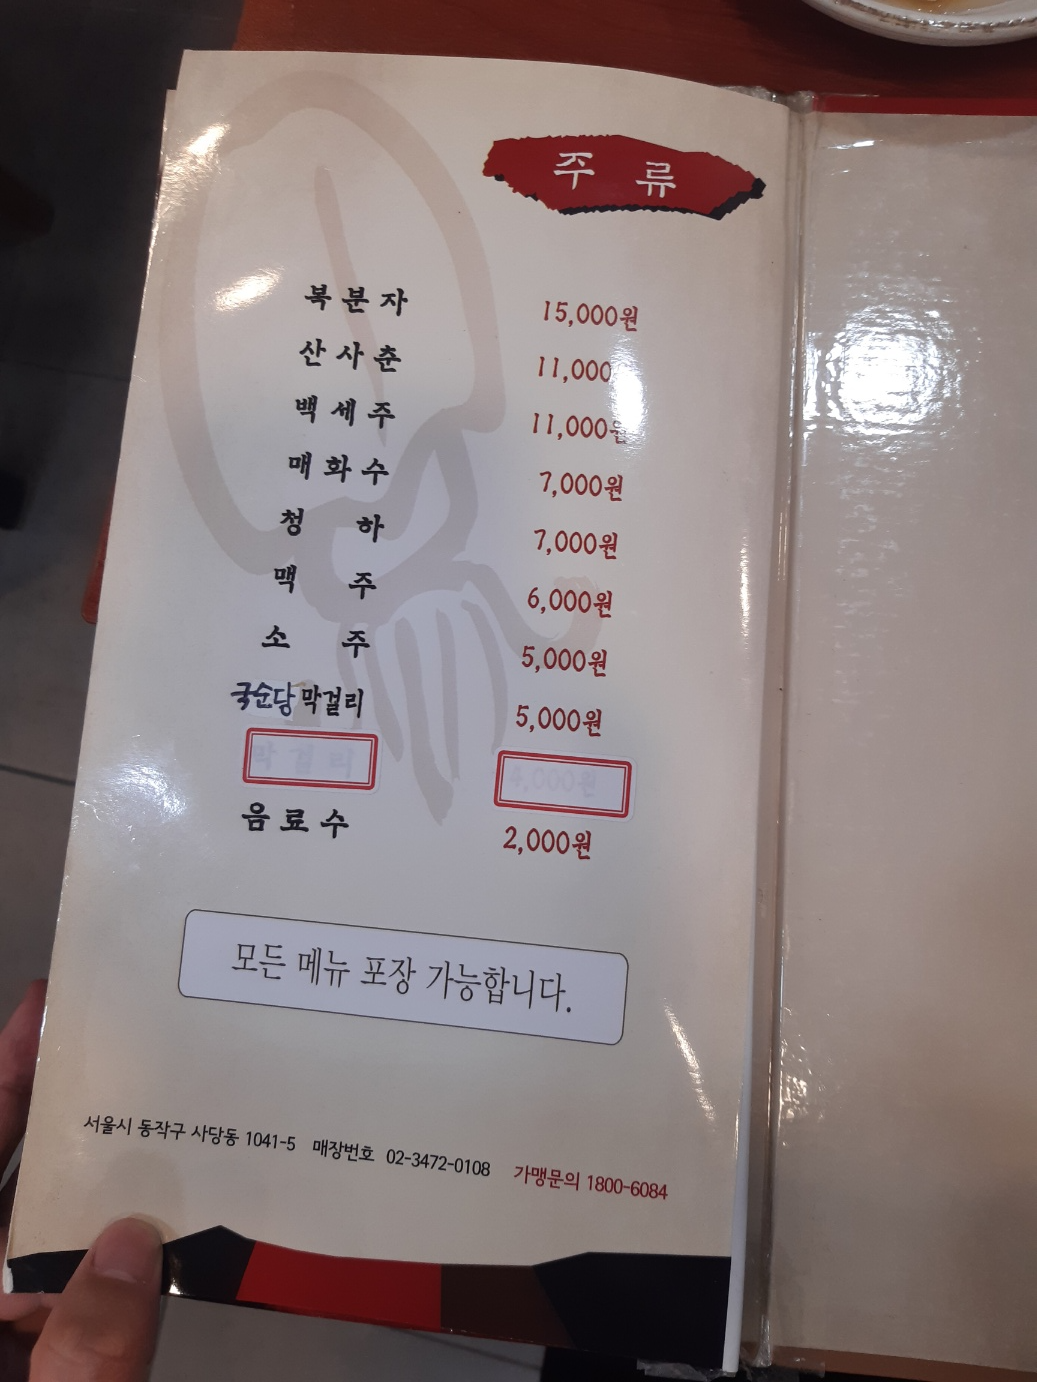 주 류
복분자 15,000원
산사춘 11,000
백세주 11,000원
매화수 7,000원
청하 7,000원
맥주 6,000원
소주 5,000원
국순당막걸리 5,000원
막걸리 4,000원
음료수 2,000원
모든 메뉴 포장 가능합니다.
서울시 동작구 사당동 1041-5 매장번호 02-3472-0108 가맹문의 1800-6084